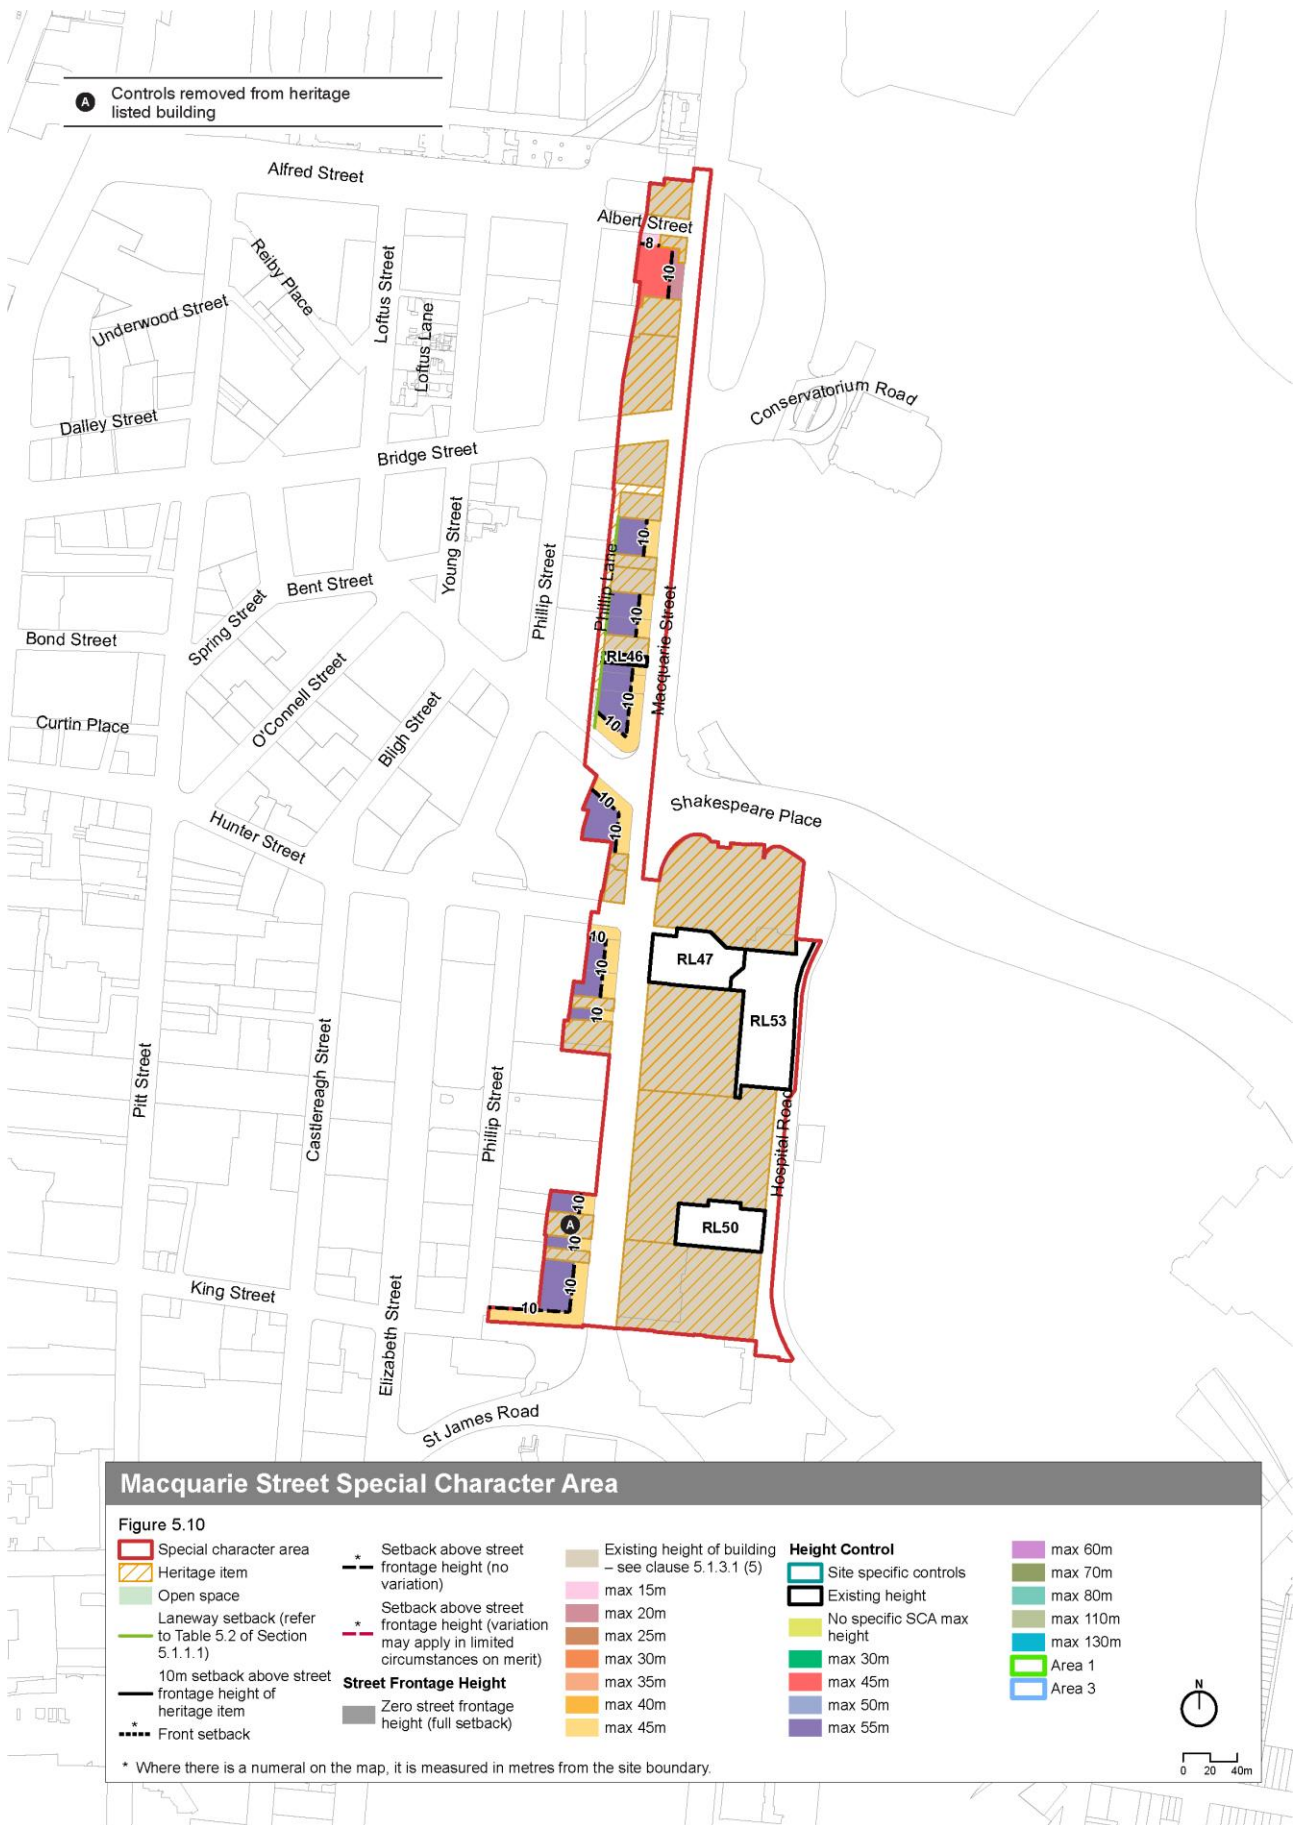 A Controls removed from heritage
listed building
Alfred Street
Albert Street
8
10
Reiby Place
Loftus Street
Underwood Street
Loftus Lane
Conservatorium Road
Dalley Street
Bridge Street
Young Street
10
Phillip Street
Phillip Lane
Bent Street
10
Macquarie Street
Spring Street
Bond Street
RL46
O'Connell Street
10
Bligh Street
10
Curtin Place
Shakespeare Place
10
10
Hunter Street
10
RL47
10
10
RL53
Pitt Street
Castlereagh Street
Phillip Street
Hospital Road
10
A
RL50
10
King Street
10
10
Elizabeth Street
St James Road
Macquarie Street Special Character Area
Figure 5.10
Special character area
Heritage item
Open space
Laneway setback (refer
to Table 5.2 of Section
5.1.1.1)
10m setback above street
frontage height of
heritage item
* Front setback
* Setback above street
frontage height (no
variation)
* Setback above street
frontage height (variation
may apply in limited
circumstances on merit)
Street Frontage Height
Zero street frontage
height (full setback)
Existing height of building
– see clause 5.1.3.1 (5)
max 15m
max 20m
max 25m
max 30m
max 35m
max 40m
max 45m
Height Control
Site specific controls
Existing height
No specific SCA max
height
max 30m
max 45m
max 50m
max 55m
max 60m
max 70m
max 80m
max 110m
max 130m
Area 1
Area 3
N
0 20 40m
* Where there is a numeral on the map, it is measured in metres from the site boundary.